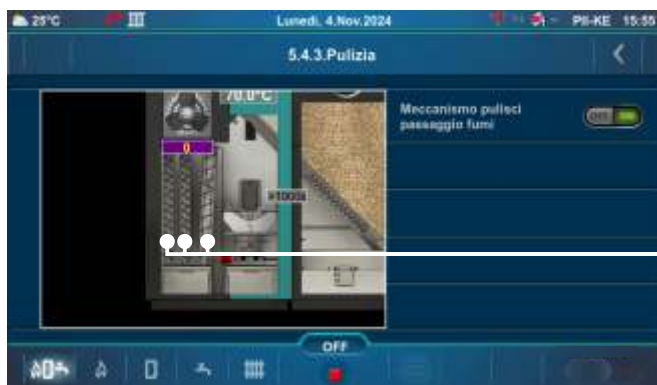 25°C
Lunedì, 4.Nov.2024
PII-KE 15:55
5.4.3.Pulizia
70.0°C
Meccanismo pulisci
passaggio fumi
0
OFF